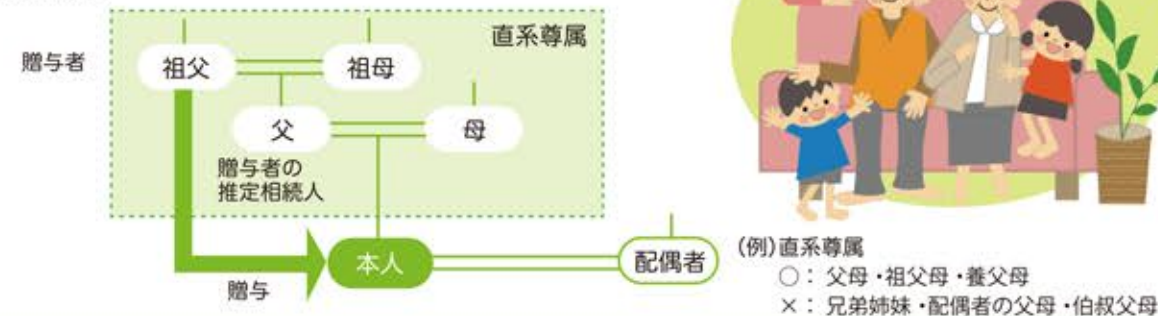 直系尊属
贈与者
祖父
祖母
父
母
贈与者の
推定相続人
本人
配偶者
贈与
(例)直系尊属
○：父母・祖父母・養父母
×：兄弟姉妹・配偶者の父母・伯叔父母